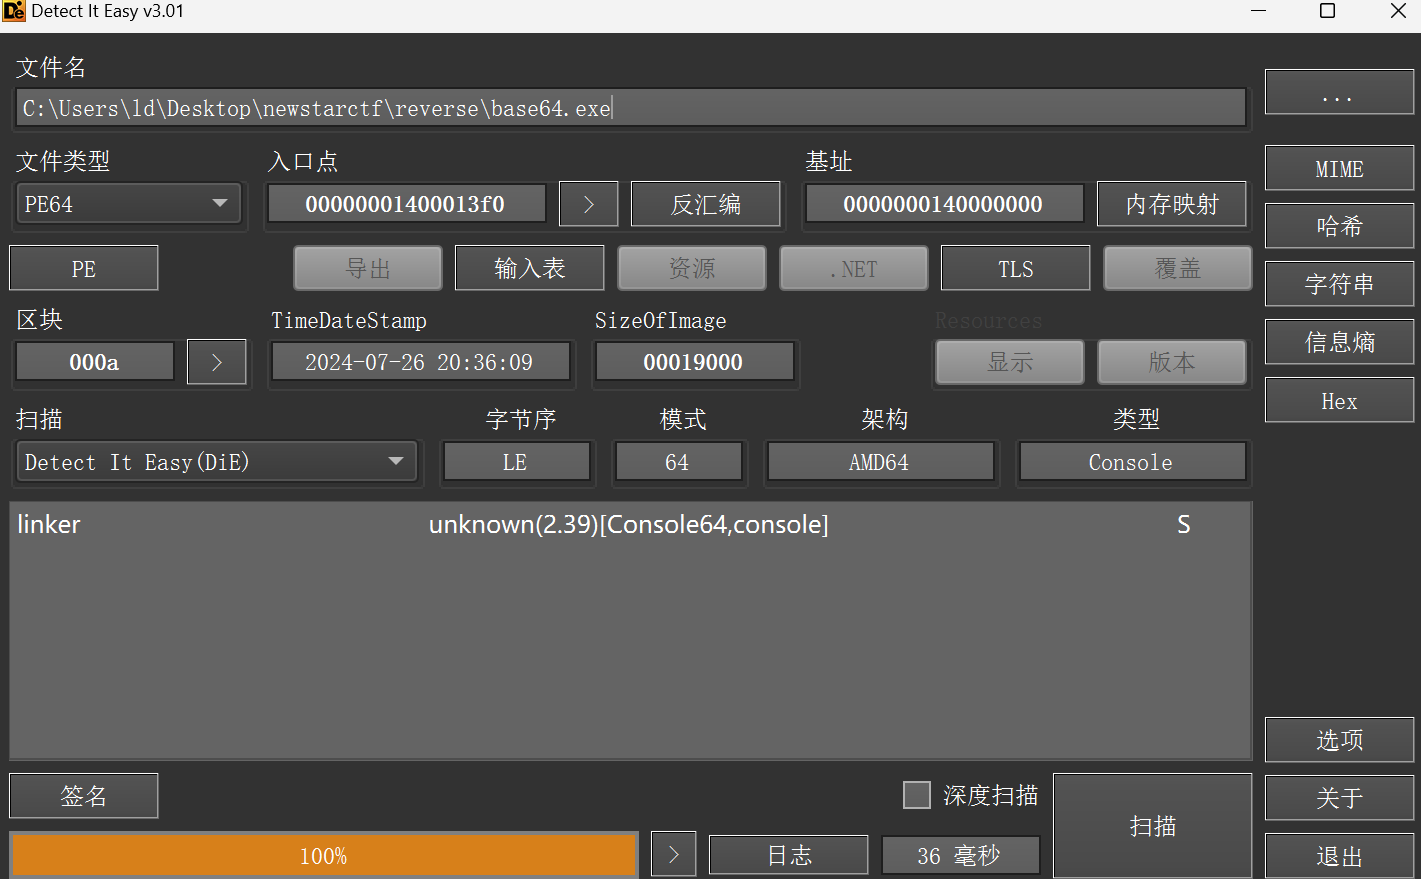 Detect It Easy v3.01
文件名
C:\Users\ld\Desktop\newstarctf\reverse\base64.exe
...
文件类型 入口点 基址
PE64 00000001400013f0 > 反汇编 0000000140000000 内存映射
MIME
PE 导出 输入表 资源 .NET TLS 覆盖
哈希
字符串
区块 TimeDateStamp SizeOfImage Resources
000a > 2024-07-26 20:36:09 00019000 显示 版本
信息熵
Hex
扫描 字节序 模式 架构 类型
Detect It Easy(DiE) LE 64 AMD64 Console
linker unknown(2.39)[Console64,console] S
选项
签名 深度扫描 扫描
关于
100% > 日志 36 毫秒
退出